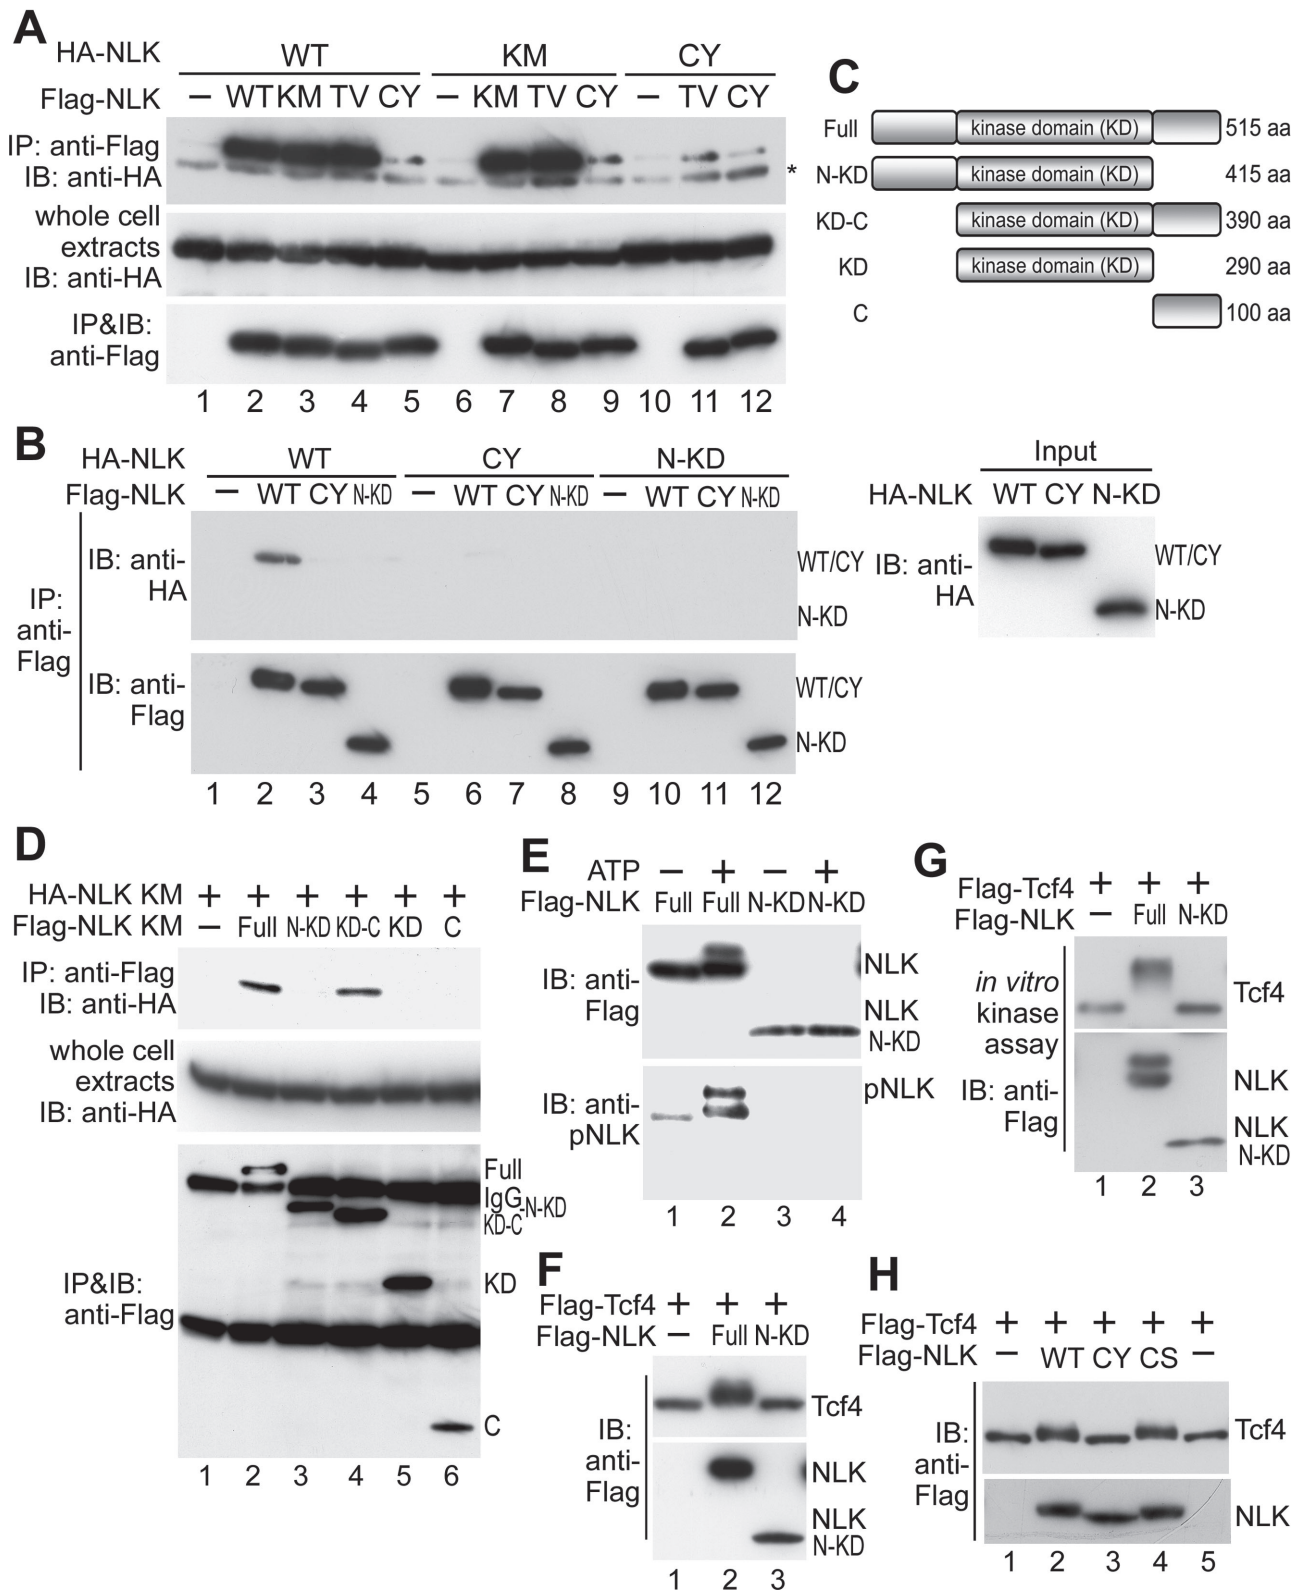 A
HA-NLK WT KM CY
Flag-NLK – WT KM TV CY – KM TV CY – TV CY
IP: anti-Flag
IB: anti-HA
*
whole cell
extracts
IB: anti-HA
IP&IB:
anti-Flag
1 2 3 4 5 6 7 8 9 10 11 12
C
Full kinase domain (KD) 515 aa
N-KD kinase domain (KD) 415 aa
KD-C kinase domain (KD) 390 aa
KD kinase domain (KD) 290 aa
C 100 aa
B
HA-NLK WT CY N-KD
Flag-NLK – WT CY N-KD – WT CY N-KD – WT CY N-KD
IP:
anti-
Flag
IB: anti-
HA
WT/CY
N-KD
IB: anti-
Flag
WT/CY
N-KD
1 2 3 4 5 6 7 8 9 10 11 12
Input
HA-NLK WT CY N-KD
IB: anti-
HA
WT/CY
N-KD
D
HA-NLK KM + + + + + +
Flag-NLK KM – Full N-KD KD-C KD C
IP: anti-Flag
IB: anti-HA
whole cell
extracts
IB: anti-HA
IP&IB:
anti-Flag
Full
IgG -N-KD
KD-C
KD
C
1 2 3 4 5 6
E
ATP – + – +
Flag-NLK Full Full N-KD N-KD
IB: anti-
Flag
NLK
NLK
N-KD
IB: anti-
pNLK
pNLK
1 2 3 4
G
Flag-Tcf4 + + +
Flag-NLK – Full N-KD
in vitro
kinase
assay
IB: anti-
Flag
Tcf4
NLK
NLK
N-KD
1 2 3
F
Flag-Tcf4 + + +
Flag-NLK – Full N-KD
IB:
anti-
Flag
Tcf4
NLK
NLK
N-KD
1 2 3
H
Flag-Tcf4 + + + + +
Flag-NLK – WT CY CS –
IB:
anti-
Flag
Tcf4
NLK
1 2 3 4 5